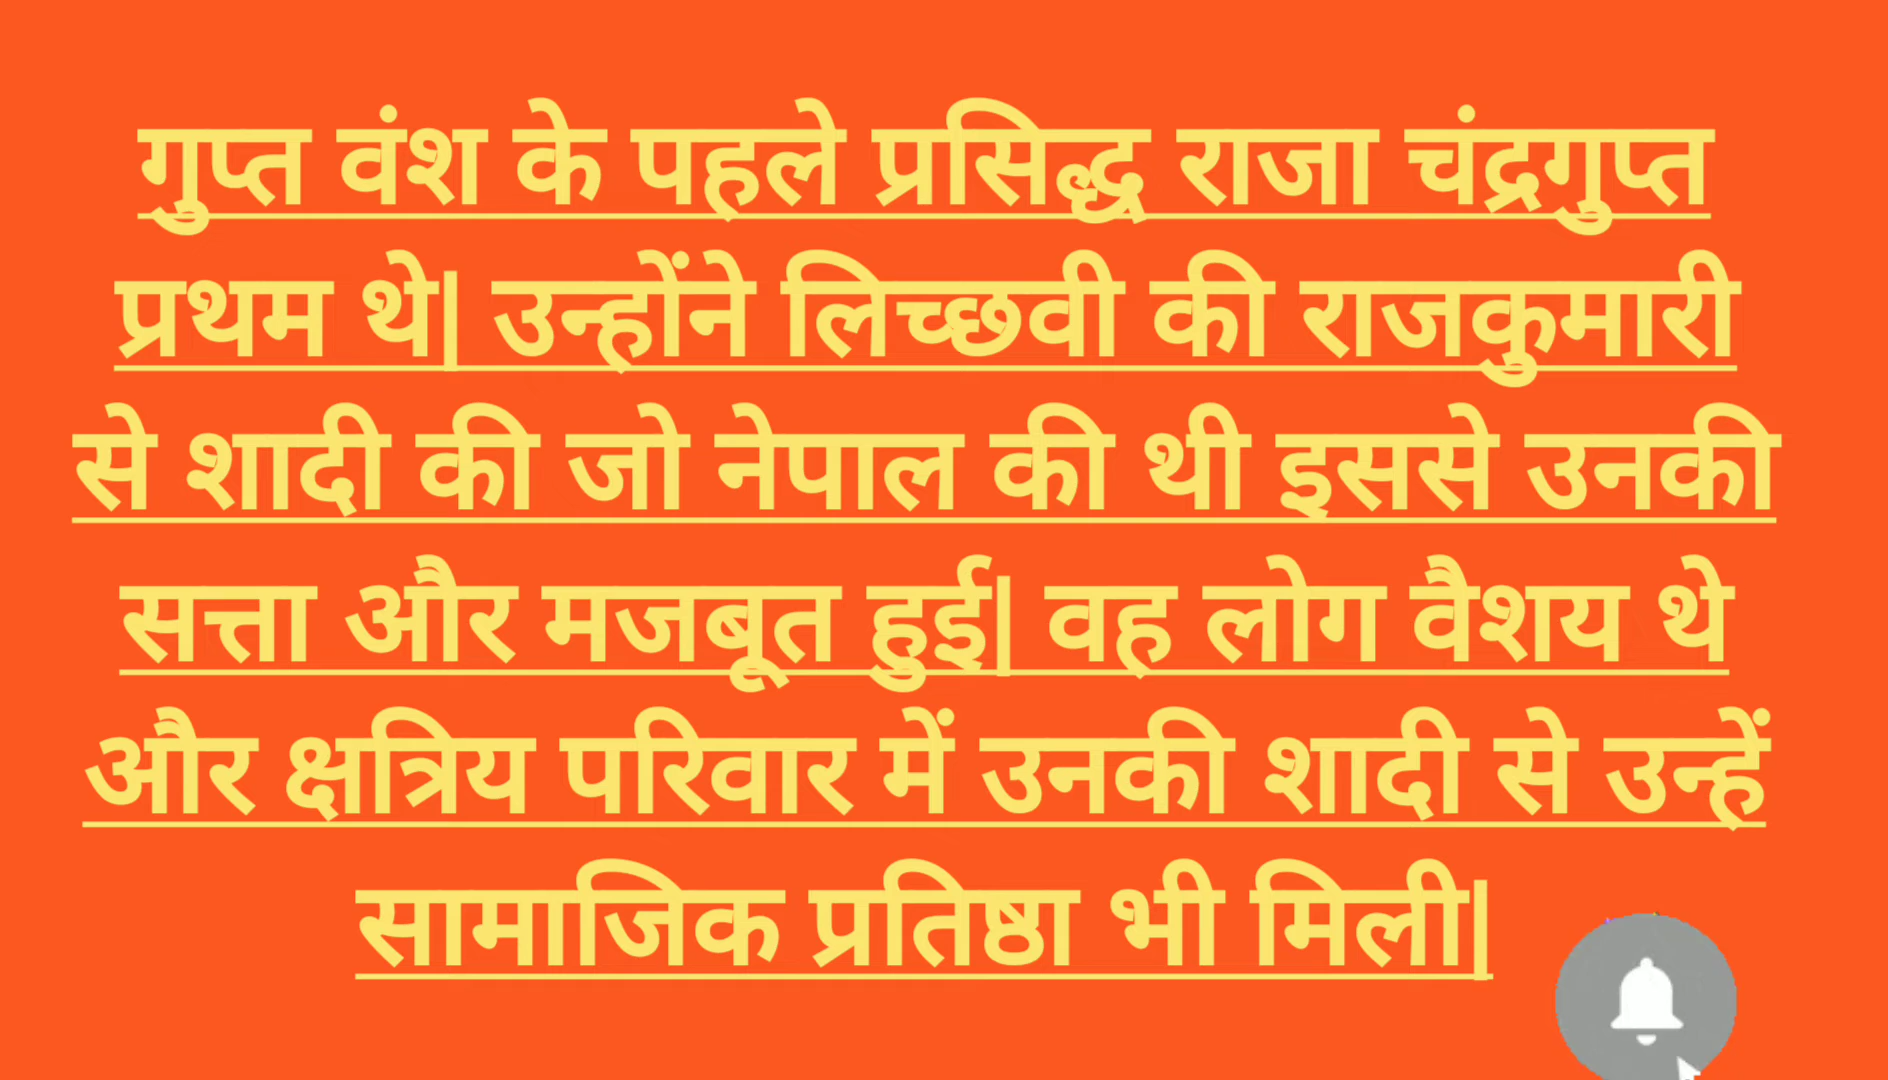 गुप्त वंश के पहले प्रसिद्ध राजा चंद्रगुप्त
प्रथम थे| उन्होंने लिच्छवी की राजकुमारी
से शादी की जो नेपाल की थी इससे उनकी
सत्ता और मजबूत हुई| वह लोग वैशय थे
और क्षत्रिय परिवार में उनकी शादी से उन्हें
सामाजिक प्रतिष्ठा भी मिली|